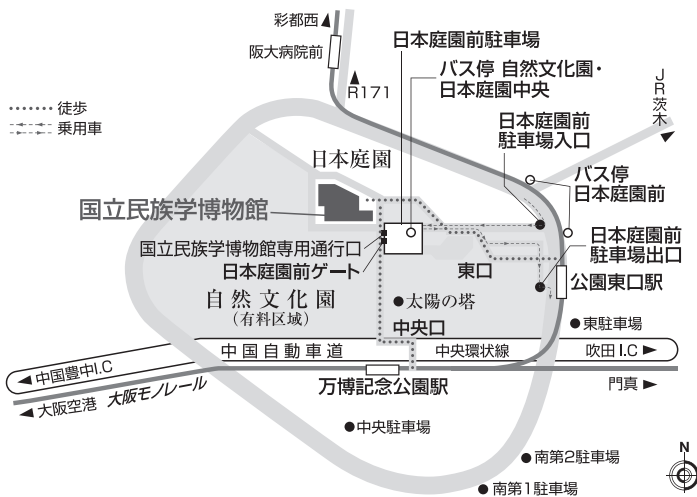 彩都西
阪大病院前
R171
日本庭園前駐車場
バス停 自然文化園・
日本庭園中央
JR茨木
徒歩
乗用車
日本庭園前
駐車場入口
日本庭園
バス停
日本庭園前
国立民族学博物館
国立民族学博物館専用通行口
日本庭園前ゲート
日本庭園前
駐車場出口
東口
公園東口駅
自然文化園
(有料区域)
太陽の塔
中央口
東駐車場
中国自動車道
中央環状線
吹田I.C
中国豊中I.C
大阪空港
大阪モノレール
万博記念公園駅
門真
中央駐車場
南第2駐車場
南第1駐車場
N